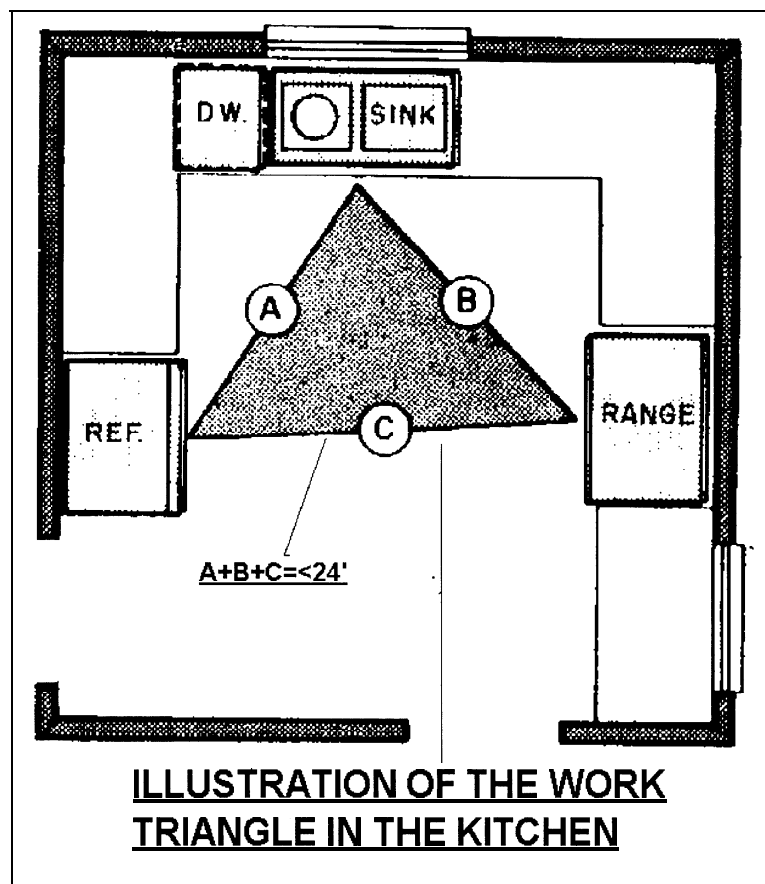 D W.
SINK
A
B
C
REF.
RANGE
A+B+C=<24'
ILLUSTRATION OF THE WORK
TRIANGLE IN THE KITCHEN